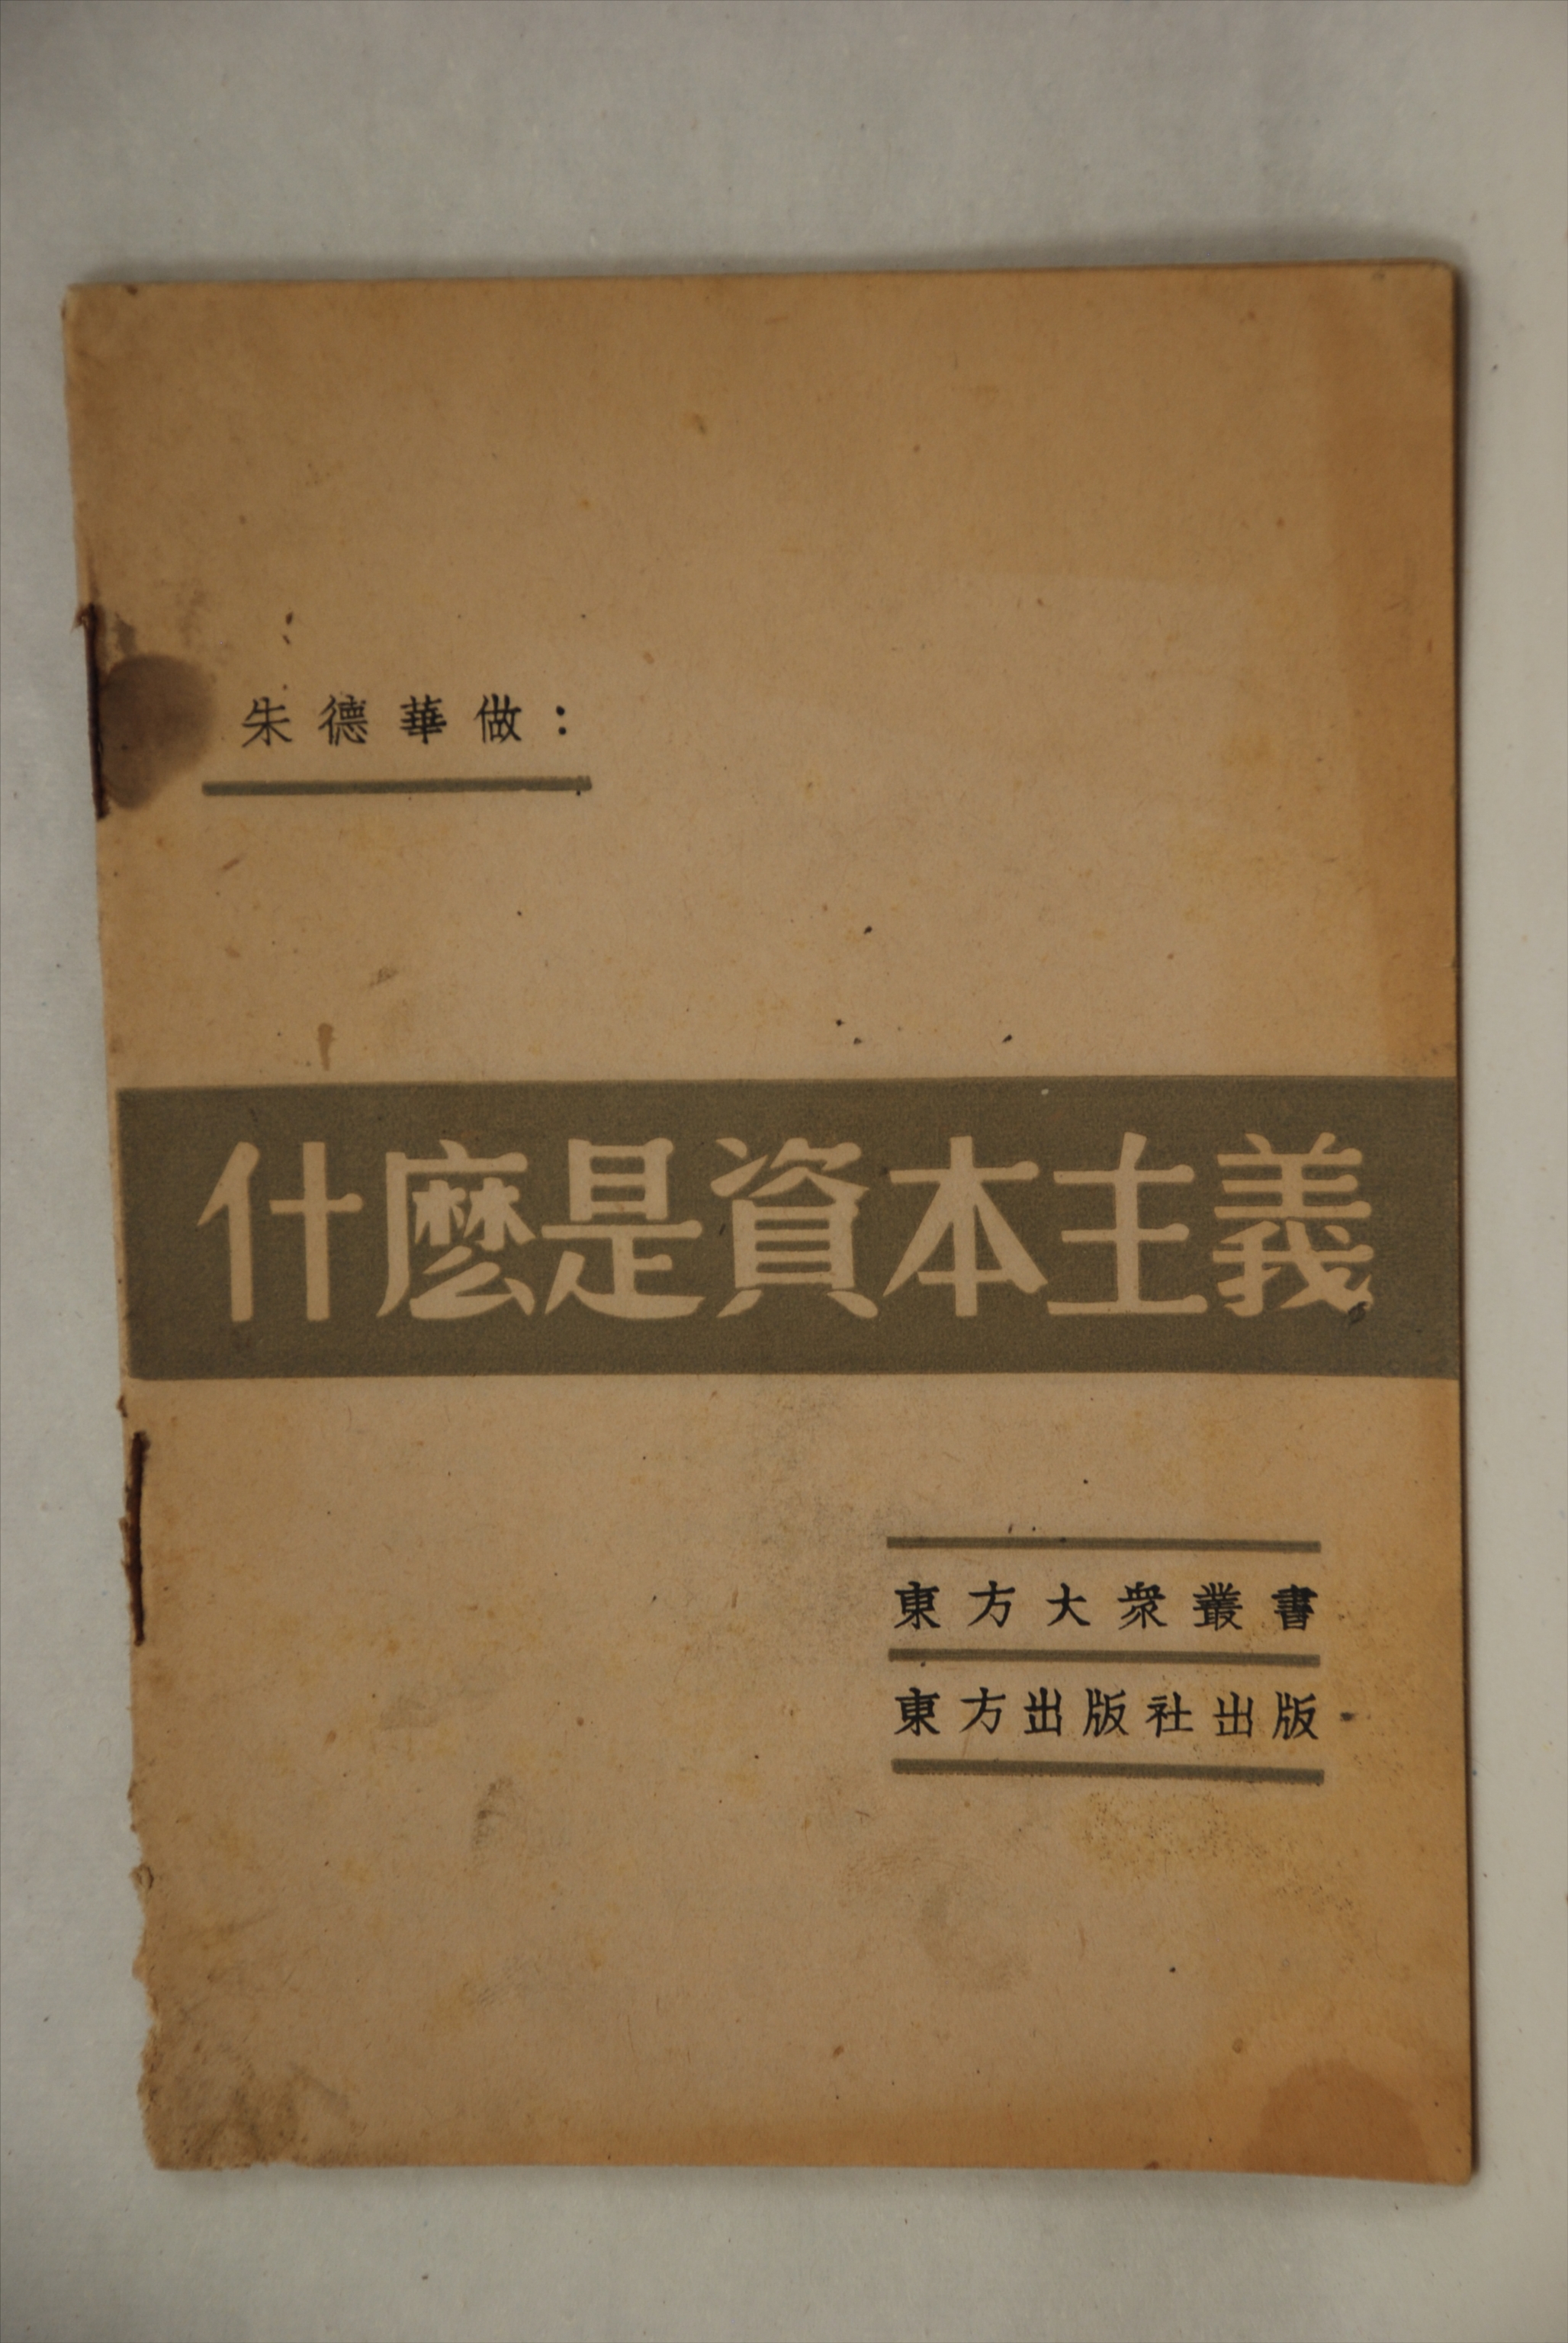 朱德華做：
什麼是資本主義
東方大衆叢書
東方出版社出版